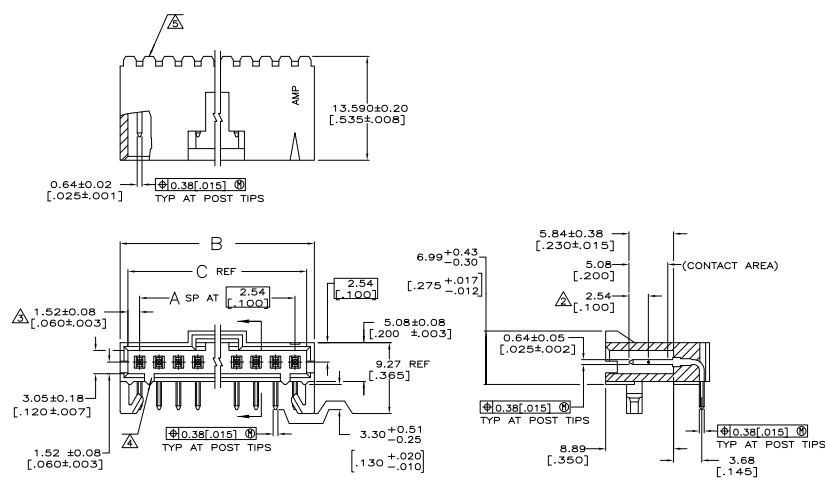 5
AMP
13.590±0.20
[.535±.008]
0.64±0.02
[.025±.001]
⌖ 0.38[.015] Ⓜ
TYP AT POST TIPS
B
C REF
A SP AT 2.54
[.100]
2.54
[.100]
3 1.52±0.08
[.060±.003]
5.08±0.08
[.200 ±.003]
9.27 REF
[.365]
3.05±0.18
[.120±.007]
4
1.52 ±0.08
[.060±.003]
⌖ 0.38[.015] Ⓜ
TYP AT POST TIPS
3.30 +0.51
-0.25
[.130 +.020
-.010]
5.84±0.38
[.230±.015]
6.99 +0.43
-0.30
[.275 +.017
-.012]
5.08
[.200]
(CONTACT AREA)
2 2.54
[.100]
0.64±0.05
[.025±.002]
⌖ 0.38[.015] Ⓜ
TYP AT POST TIPS
8.89
[.350]
⌖ 0.38[.015] Ⓜ
TYP AT POST TIPS
3.68
[.145]